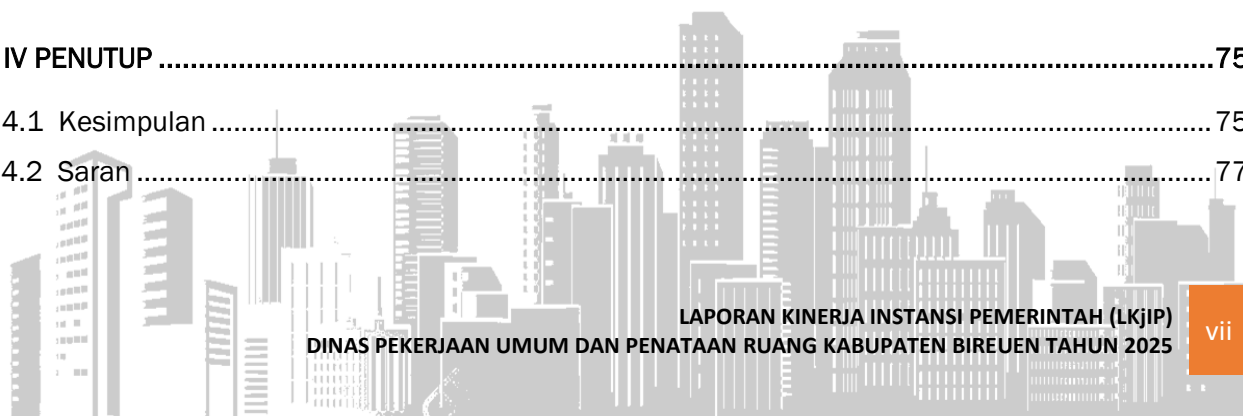 IV PENUTUP ........................................................................................................................................75
4.1 Kesimpulan ................................................................................................................................ 75
4.2 Saran ......................................................................................................................................... 77
LAPORAN KINERJA INSTANSI PEMERINTAH (LKjIP)
DINAS PEKERJAAN UMUM DAN PENATAAN RUANG KABUPATEN BIREUEN TAHUN 2025
vii